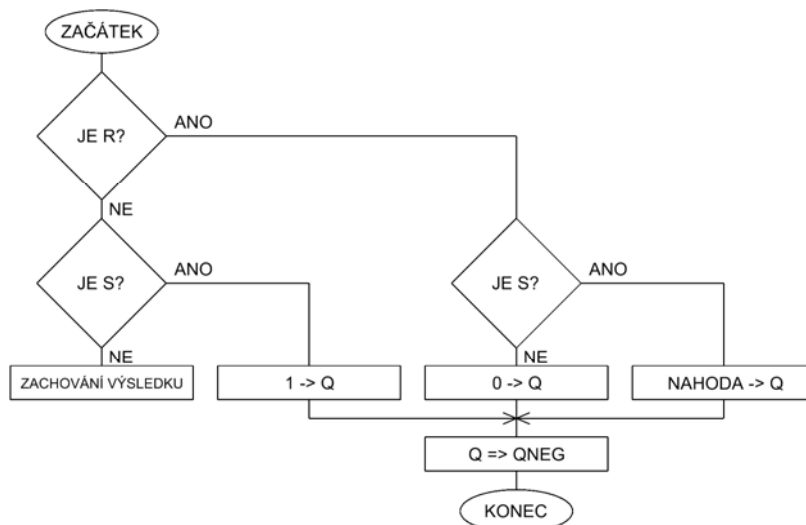 ZAČÁTEK
JE R?
ANO
NE
JE S?
ANO
JE S?
ANO
NE
NE
ZACHOVÁNÍ VÝSLEDKU
1 -> Q
0 -> Q
NAHODA -> Q
Q => QNEG
KONEC